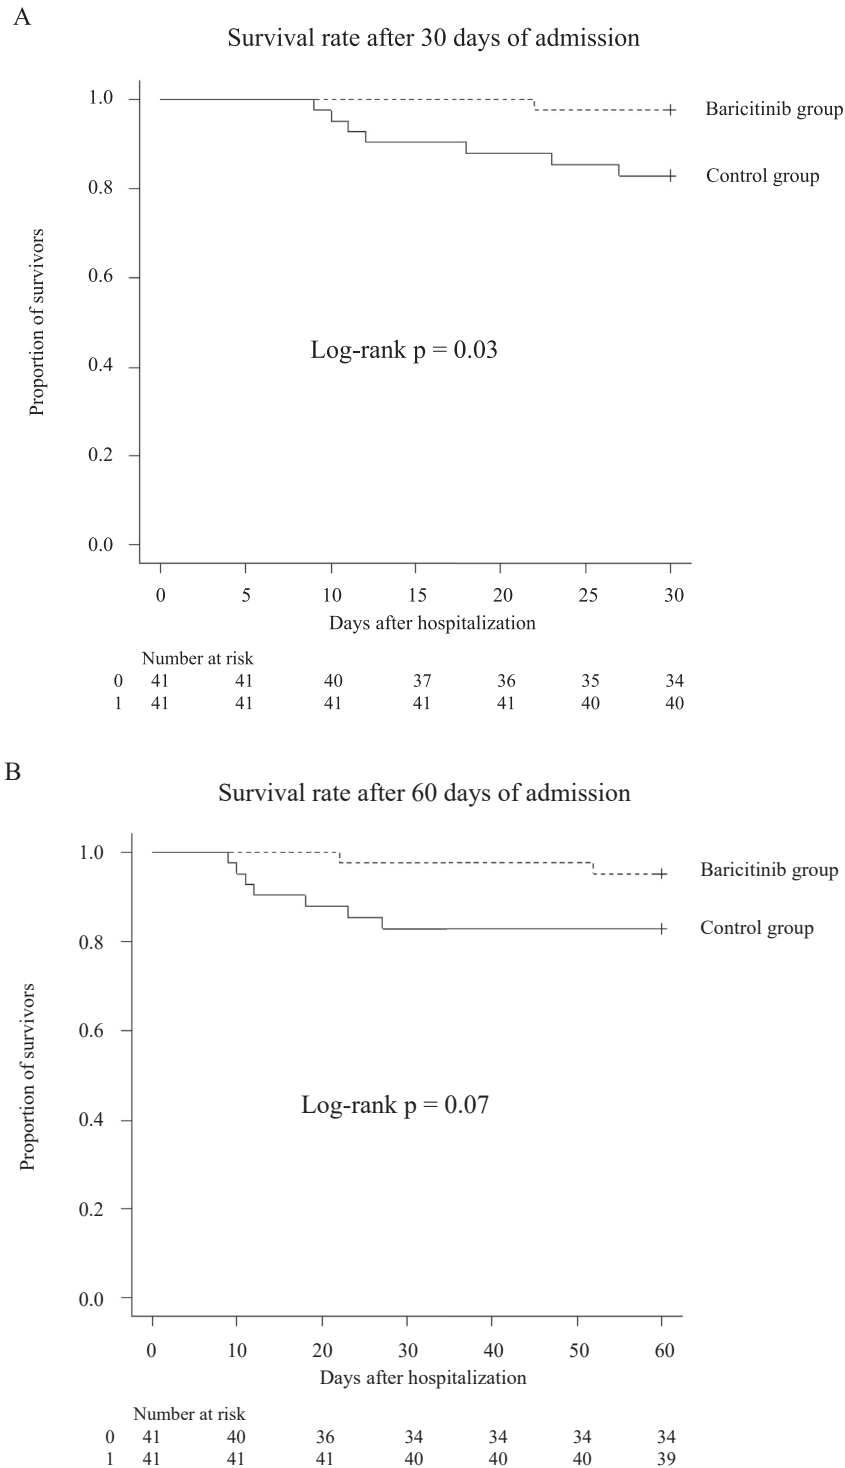 A
Survival rate after 30 days of admission
1.0
0.8
0.6
0.4
0.2
0.0
Proportion of survivors
Baricitinib group
Control group
Log-rank p = 0.03
0 5 10 15 20 25 30
Days after hospitalization
Number at risk
0 41 41 40 37 36 35 34
1 41 41 41 41 41 40 40
B
Survival rate after 60 days of admission
1.0
0.8
0.6
0.4
0.2
0.0
Proportion of survivors
Baricitinib group
Control group
Log-rank p = 0.07
0 10 20 30 40 50 60
Days after hospitalization
Number at risk
0 41 40 36 34 34 34 34
1 41 41 41 40 40 40 39